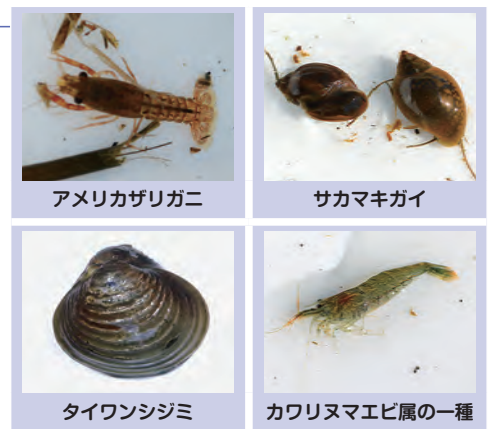 アメリカザリガニ
サカマキガイ
タイワンシジミ
カワリヌマエビ属の一種